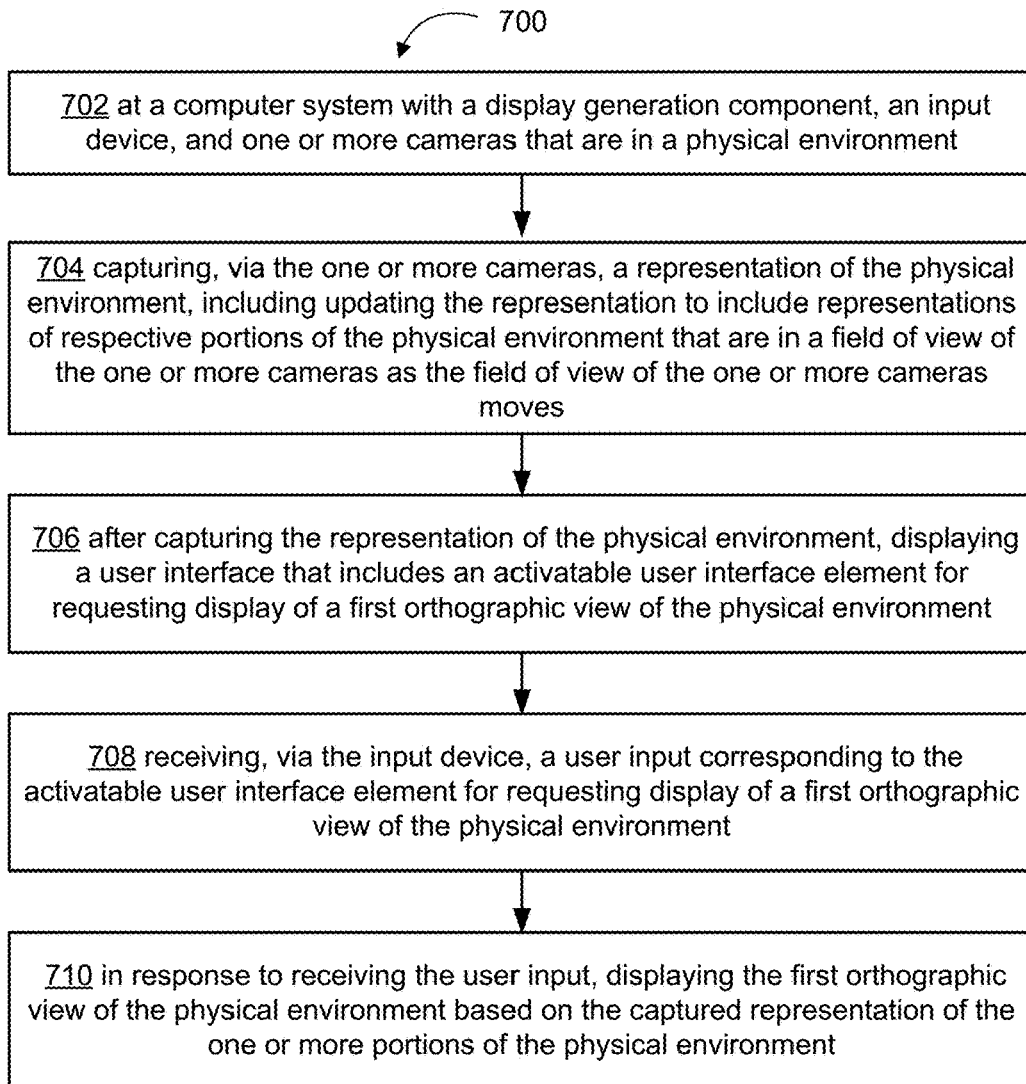 700
702 at a computer system with a display generation component, an input
device, and one or more cameras that are in a physical environment
704 capturing, via the one or more cameras, a representation of the physical
environment, including updating the representation to include representations
of respective portions of the physical environment that are in a field of view of
the one or more cameras as the field of view of the one or more cameras
moves
706 after capturing the representation of the physical environment, displaying
a user interface that includes an activatable user interface element for
requesting display of a first orthographic view of the physical environment
708 receiving, via the input device, a user input corresponding to the
activatable user interface element for requesting display of a first orthographic
view of the physical environment
710 in response to receiving the user input, displaying the first orthographic
view of the physical environment based on the captured representation of the
one or more portions of the physical environment